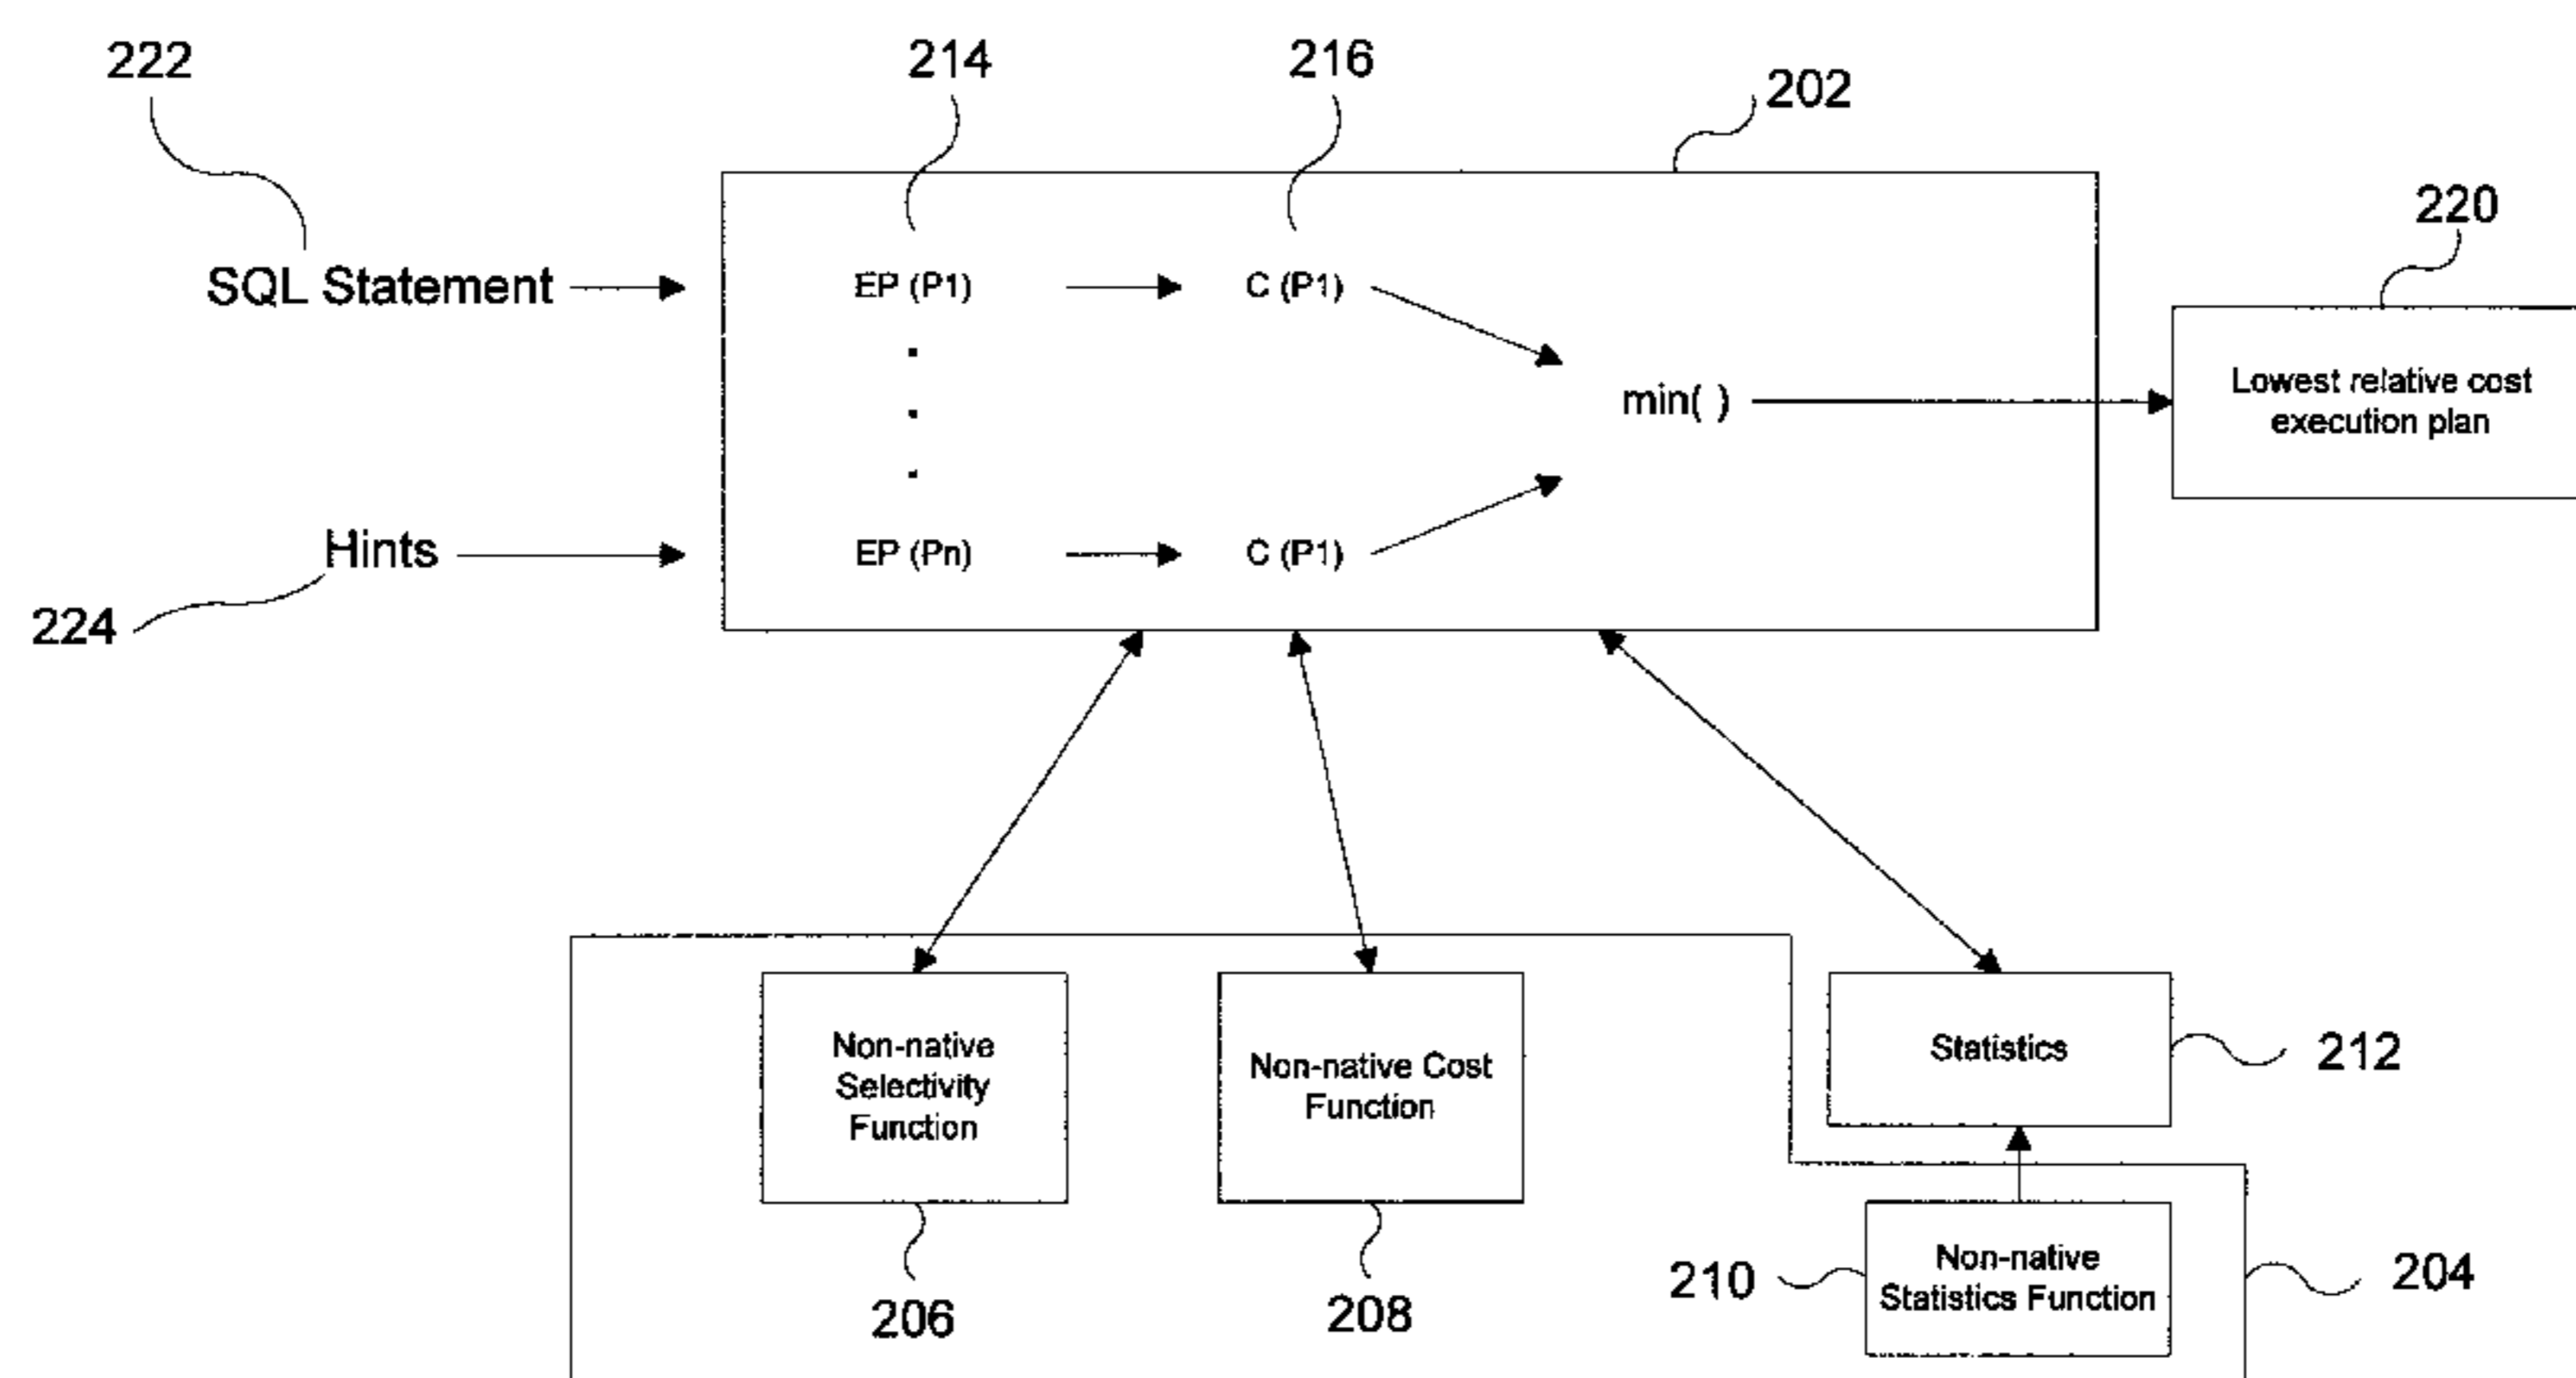 222
214
216
202
220
SQL Statement
EP (P1)
C (P1)
.
.
.
min( )
Lowest relative cost
execution plan
Hints
EP (Pn)
C (P1)
224
Non-native
Selectivity
Function
Non-native Cost
Function
Statistics
212
206
208
210
Non-native
Statistics Function
204